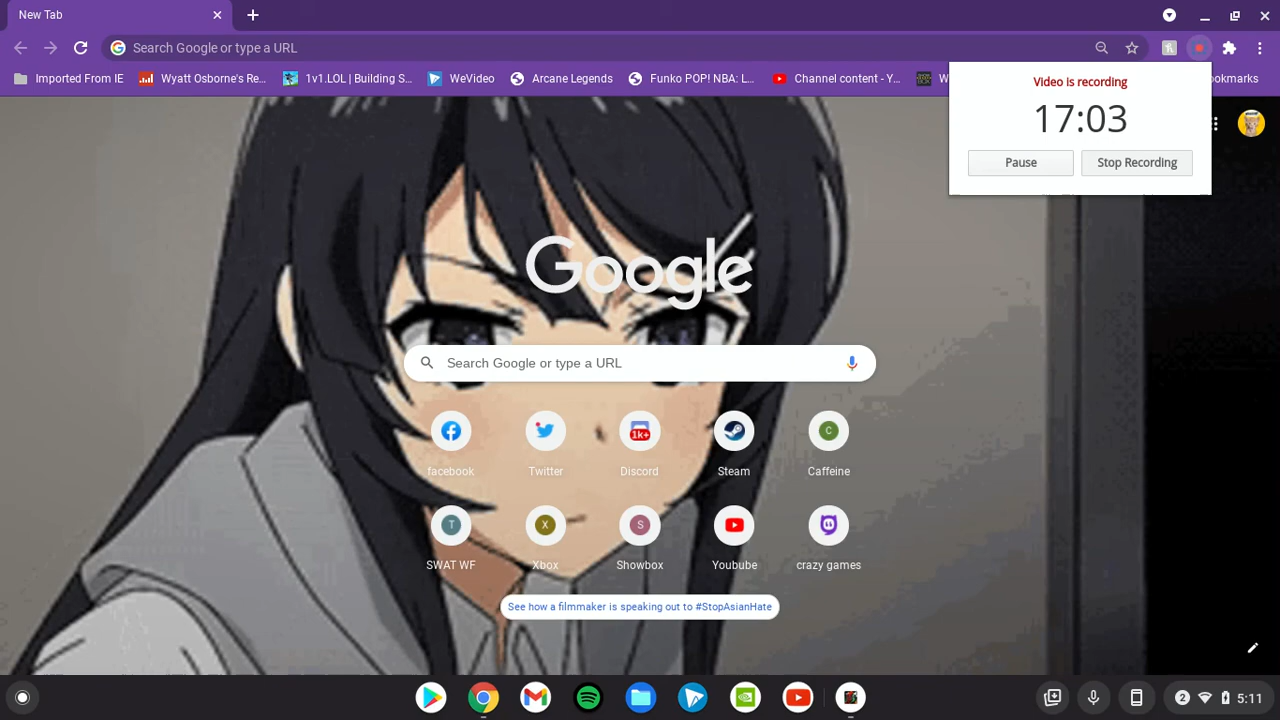 New Tab
Search Google or type a URL
Imported From IE
Wyatt Osborne's Re...
1v1.LOL | Building S...
WeVideo
Arcane Legends
Funko POP! NBA: L...
Channel content - Y...
W
ookmarks
Video is recording
17:03
Pause
Stop Recording
Google
Search Google or type a URL
1k+
C
facebook
Twitter
Discord
Steam
Caffeine
T
X
S
SWAT WF
Xbox
Showbox
Youbube
crazy games
See how a filmmaker is speaking out to #StopAsianHate
2
5:11